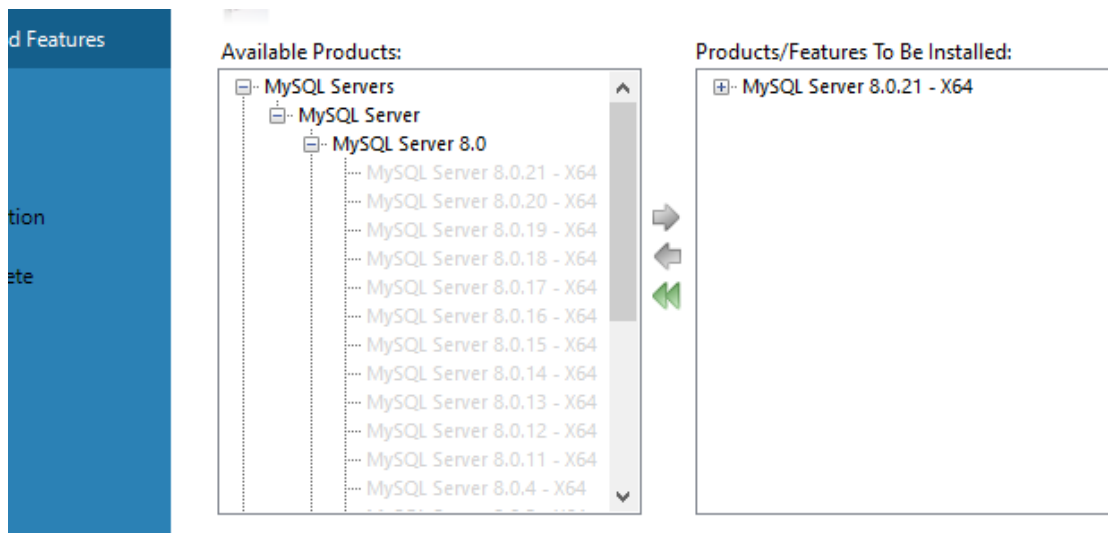 d Features
tion
ete
Available Products:
MySQL Servers
MySQL Server
MySQL Server 8.0
MySQL Server 8.0.21 - X64
MySQL Server 8.0.20 - X64
MySQL Server 8.0.19 - X64
MySQL Server 8.0.18 - X64
MySQL Server 8.0.17 - X64
MySQL Server 8.0.16 - X64
MySQL Server 8.0.15 - X64
MySQL Server 8.0.14 - X64
MySQL Server 8.0.13 - X64
MySQL Server 8.0.12 - X64
MySQL Server 8.0.11 - X64
MySQL Server 8.0.4 - X64
Products/Features To Be Installed:
MySQL Server 8.0.21 - X64